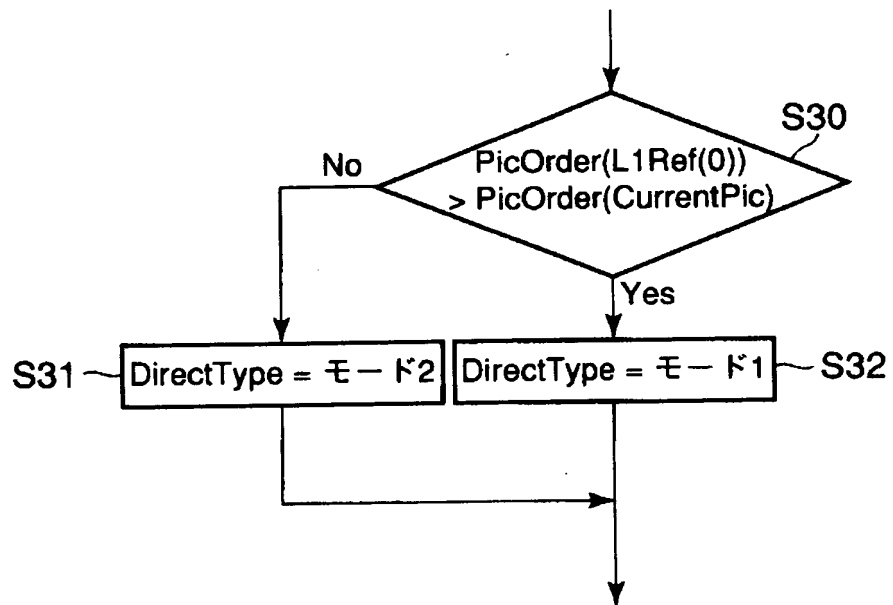 S30
PicOrder(L1Ref(0))
> PicOrder(CurrentPic)
No
Yes
S31
DirectType = モード2
DirectType = モード1
S32